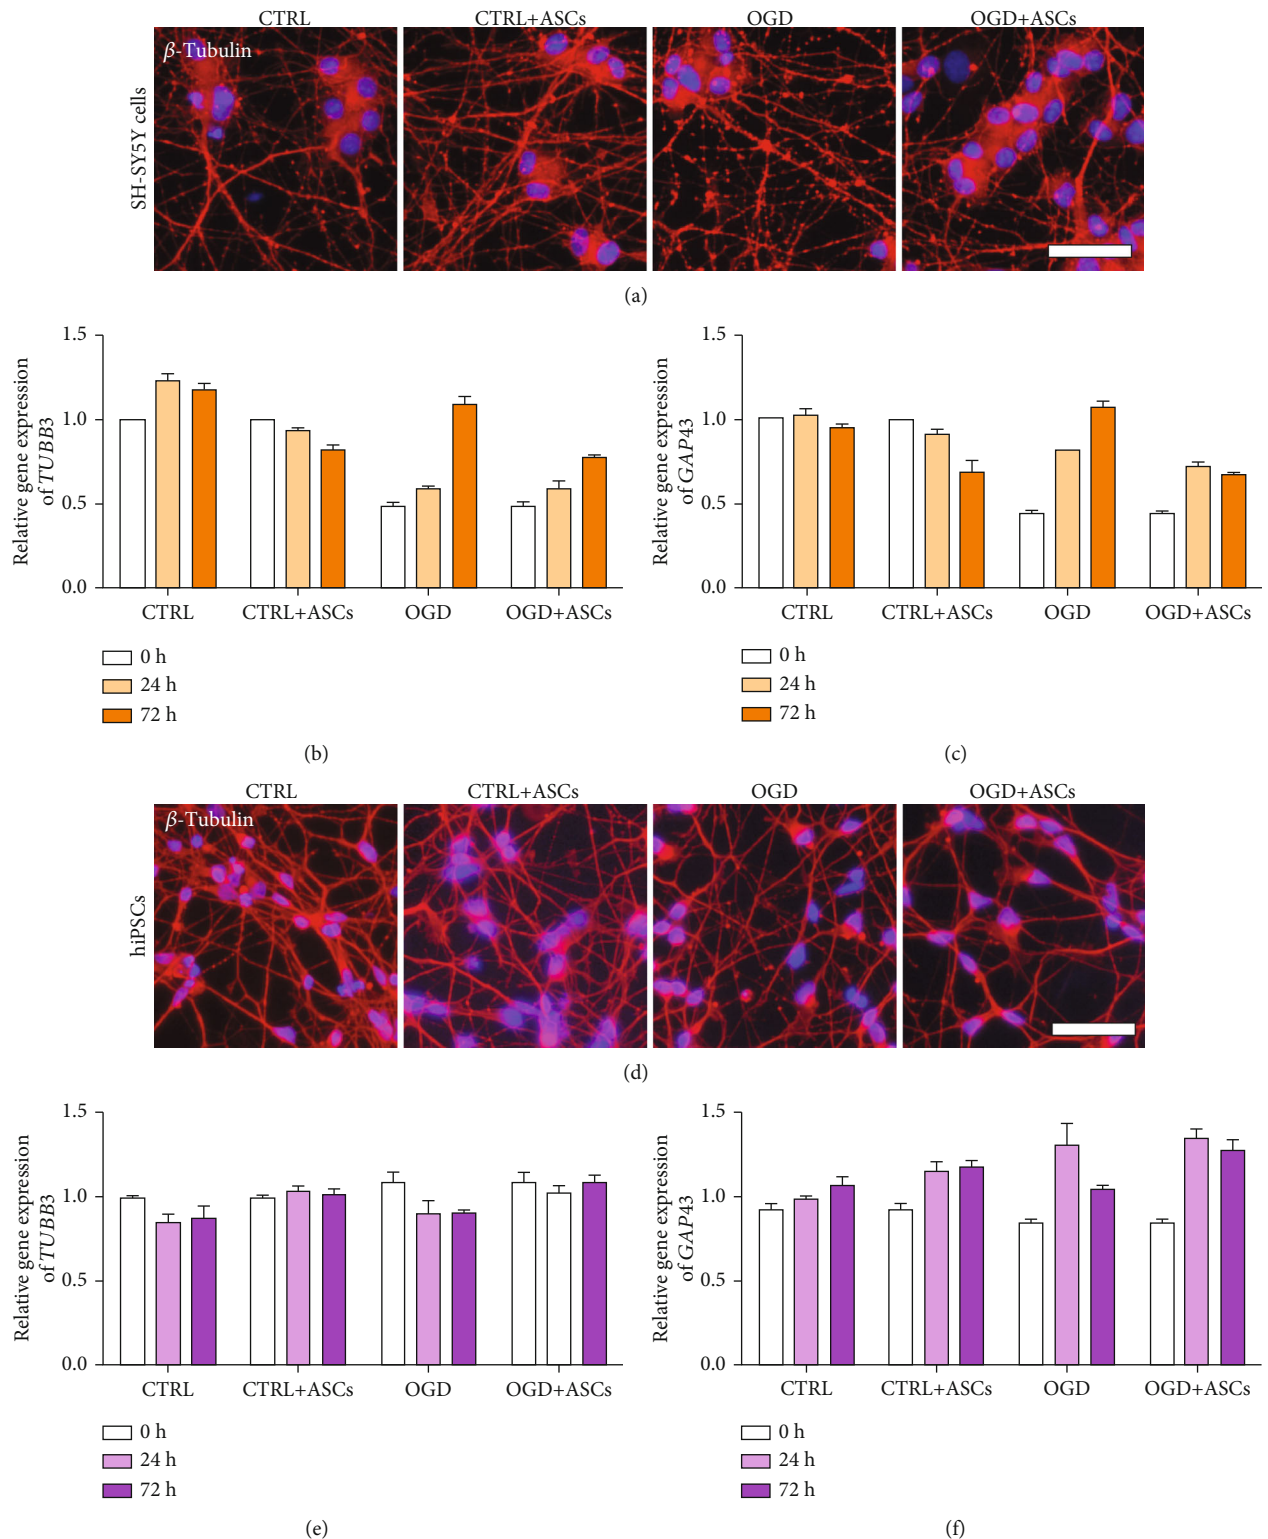 CTRL CTRL+ASCs OGD OGD+ASCs
β-Tubulin
SH-SY5Y cells
(a)
Relative gene expression
of TUBB3
1.5
1.0
0.5
0.0
CTRL CTRL+ASCs OGD OGD+ASCs
0 h
24 h
72 h
(b)
Relative gene expression
of GAP43
1.5
1.0
0.5
0.0
CTRL CTRL+ASCs OGD OGD+ASCs
0 h
24 h
72 h
(c)
CTRL CTRL+ASCs OGD OGD+ASCs
β-Tubulin
hiPSCs
(d)
Relative gene expression
of TUBB3
1.5
1.0
0.5
0.0
CTRL CTRL+ASCs OGD OGD+ASCs
0 h
24 h
72 h
(e)
Relative gene expression
of GAP43
1.5
1.0
0.5
0.0
CTRL CTRL+ASCs OGD OGD+ASCs
0 h
24 h
72 h
(f)